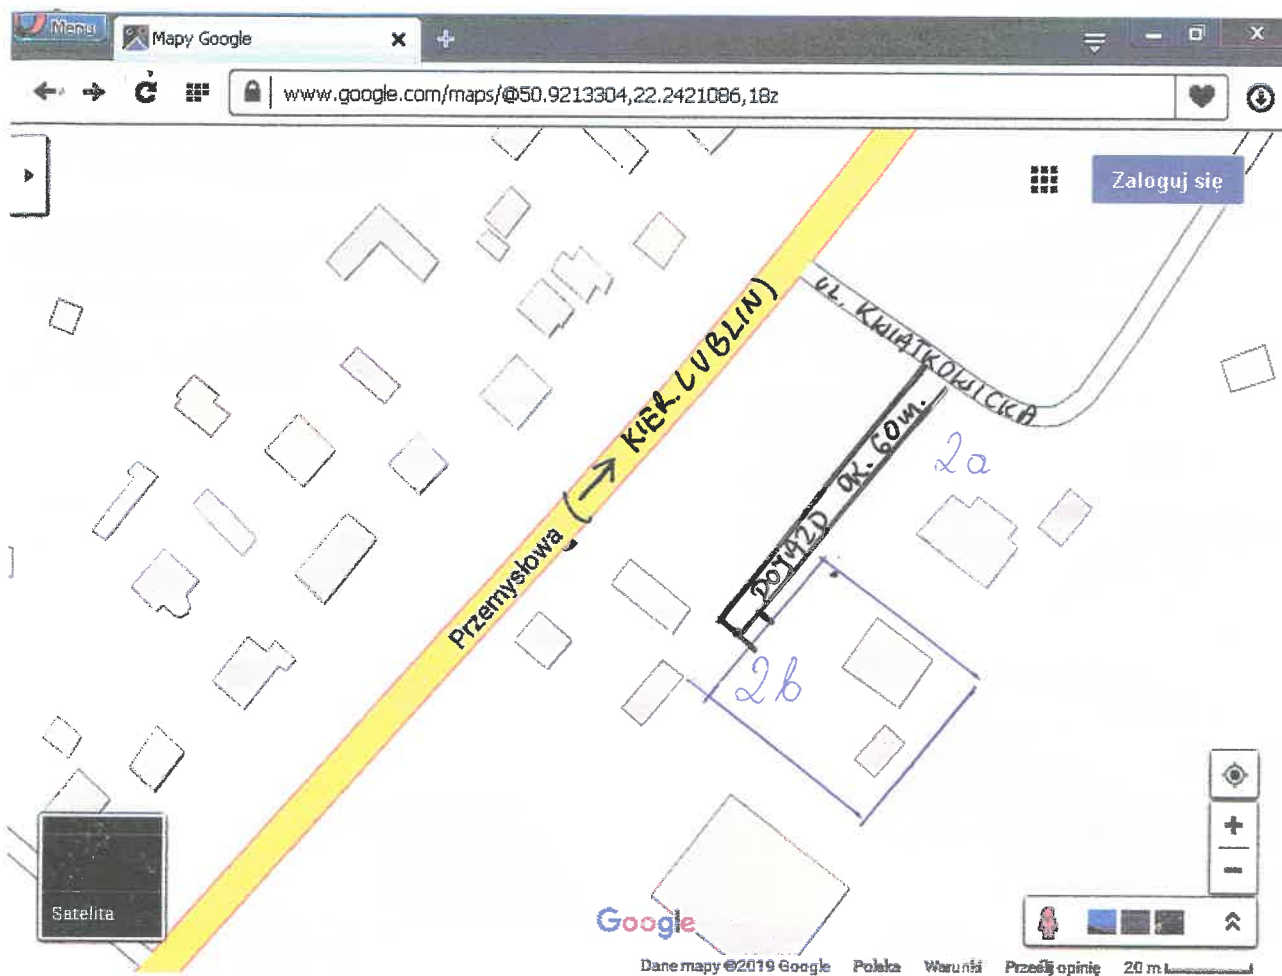 Menu
Mapy Google
www.google.com/maps/@50.9213304,22.2421086,18z
Zaloguj się
UL. KWIATKOWICKA
(→ KIER. LUBLIN)
Przemysłowa
DOJAZD OK. 60m.
2a
2b
Satelita
Google
Dane mapy ©2019 Google Polska Warunki Prześlij opinię 20 m